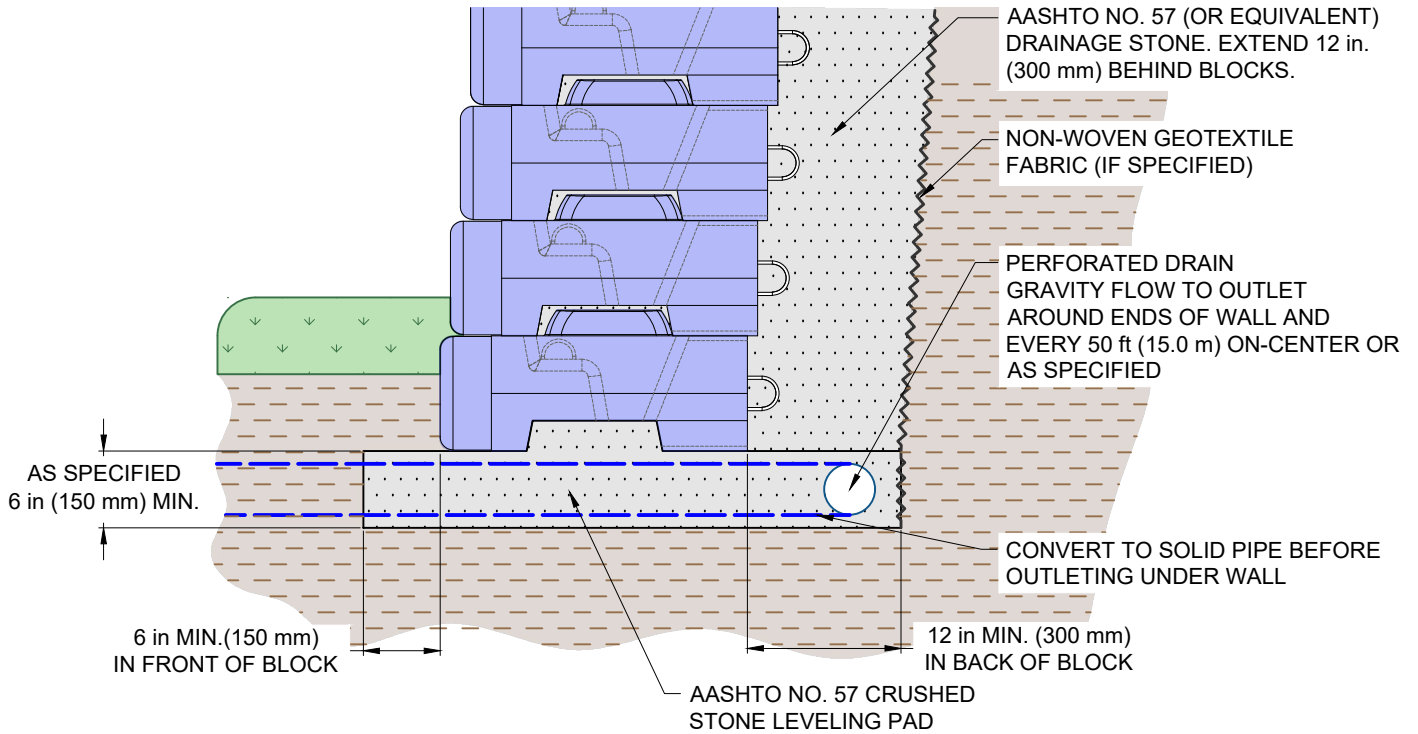 AASHTO NO. 57 (OR EQUIVALENT)
DRAINAGE STONE. EXTEND 12 in.
(300 mm) BEHIND BLOCKS.
NON-WOVEN GEOTEXTILE
FABRIC (IF SPECIFIED)
PERFORATED DRAIN
GRAVITY FLOW TO OUTLET
AROUND ENDS OF WALL AND
EVERY 50 ft (15.0 m) ON-CENTER OR
AS SPECIFIED
AS SPECIFIED
6 in (150 mm) MIN.
CONVERT TO SOLID PIPE BEFORE
OUTLETING UNDER WALL
6 in MIN.(150 mm)
IN FRONT OF BLOCK
12 in MIN. (300 mm)
IN BACK OF BLOCK
AASHTO NO. 57 CRUSHED
STONE LEVELING PAD